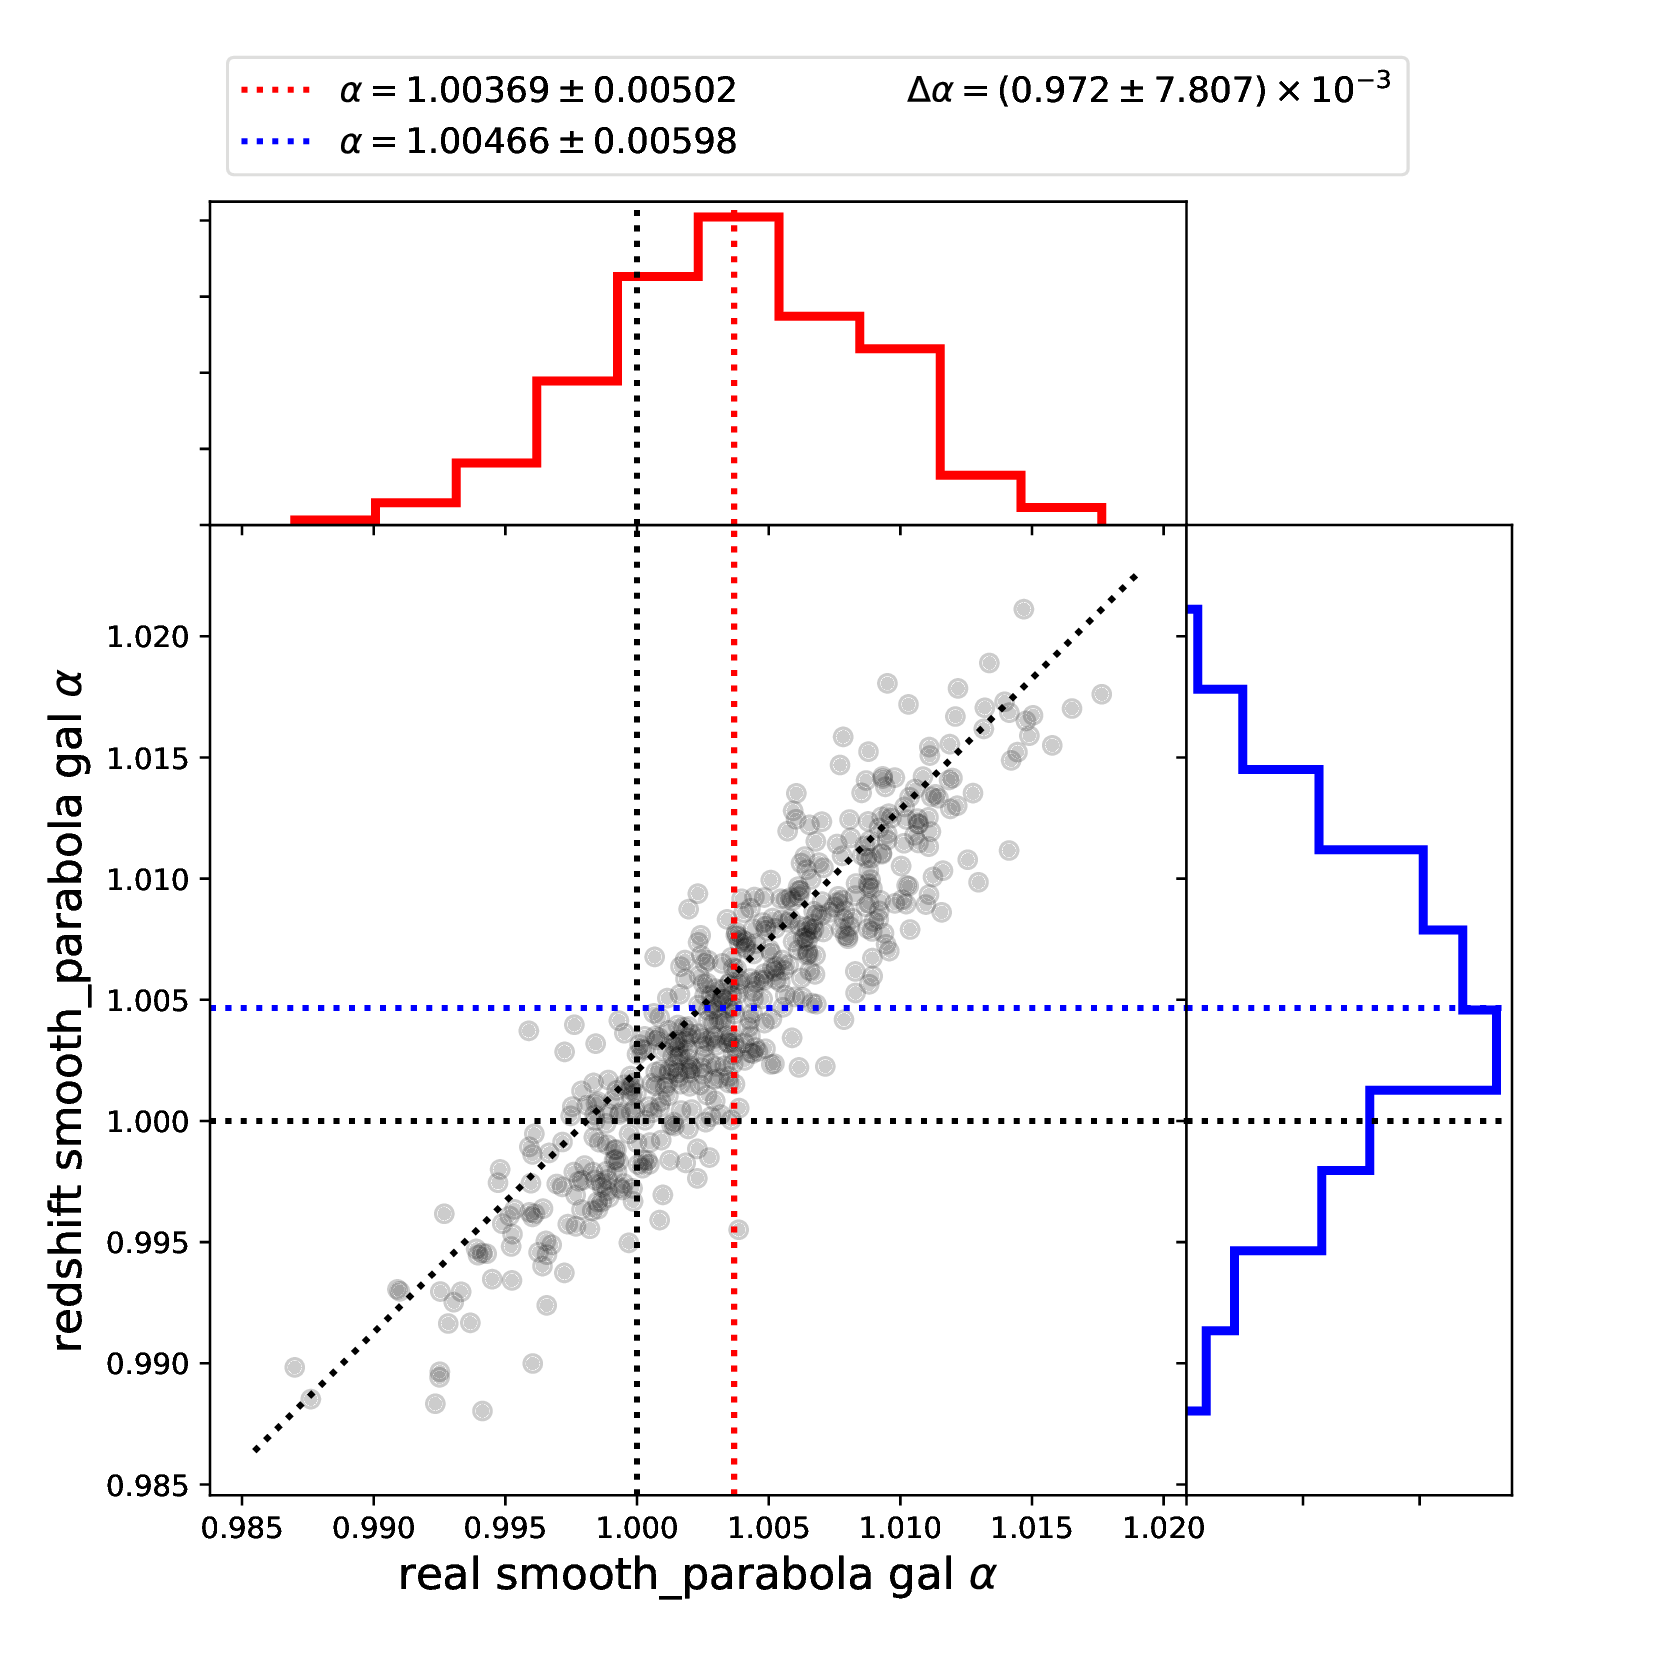 α = 1.00369 ± 0.00502
Δα = (0.972 ± 7.807) × 10⁻³
α = 1.00466 ± 0.00598
1.020
1.015
1.010
1.005
1.000
0.995
0.990
0.985
redshift smooth_parabola gal α
0.985 0.990 0.995 1.000 1.005 1.010 1.015 1.020
real smooth_parabola gal α